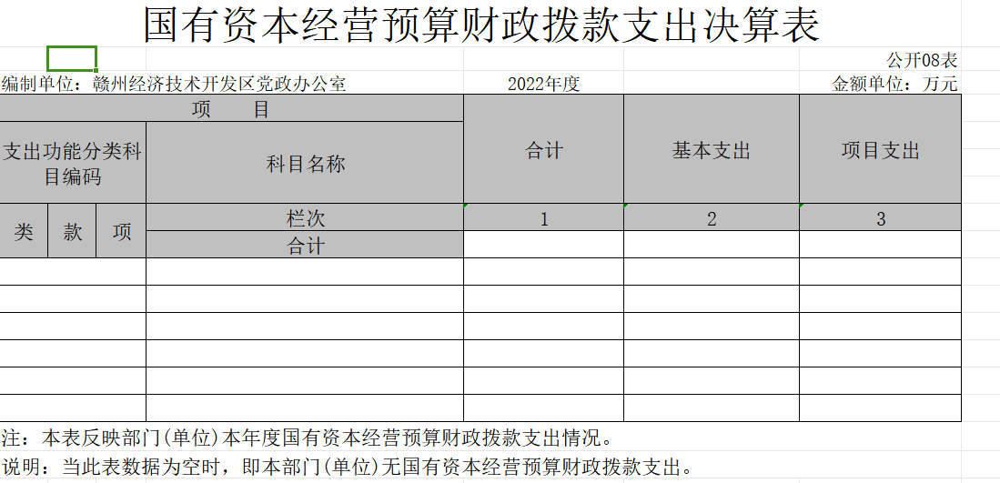 国有资本经营预算财政拨款支出决算表
公开08表
编制单位：赣州经济技术开发区党政办公室 2022年度 金额单位：万元
项 目
合计 基本支出 项目支出
支出功能分类科
目编码
科目名称
类 款 项
栏次 1 2 3
合计
注：本表反映部门(单位)本年度国有资本经营预算财政拨款支出情况。
说明：当此表数据为空时，即本部门(单位)无国有资本经营预算财政拨款支出。